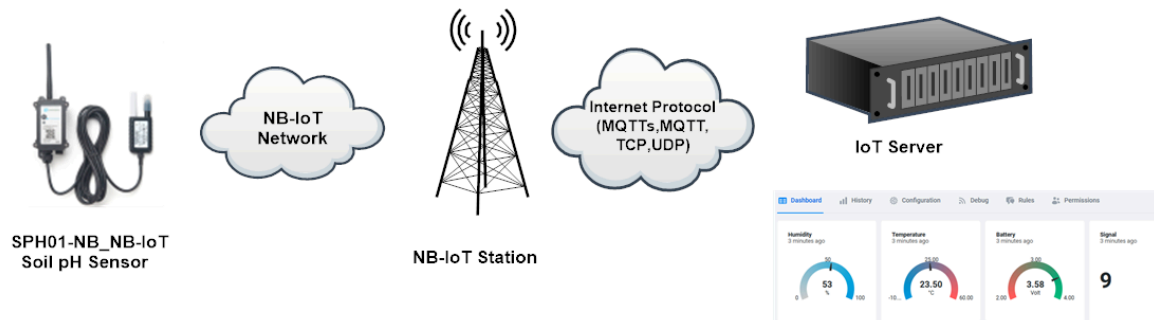 NB-IoT
Network
Internet Protocol
(MQTTs,MQTT,
TCP,UDP)
IoT Server
SPH01-NB_NB-IoT
Soil pH Sensor
NB-IoT Station
Dashboard History Configuration Debug Rules Permissions
Humidity
3 minutes ago
50
53
%
0 100
Temperature
3 minutes ago
25.00
23.50
°C
-10... 60.00
Battery
3 minutes ago
3.00
3.58
Volt
2.00 4.00
Signal
3 minutes ago
9